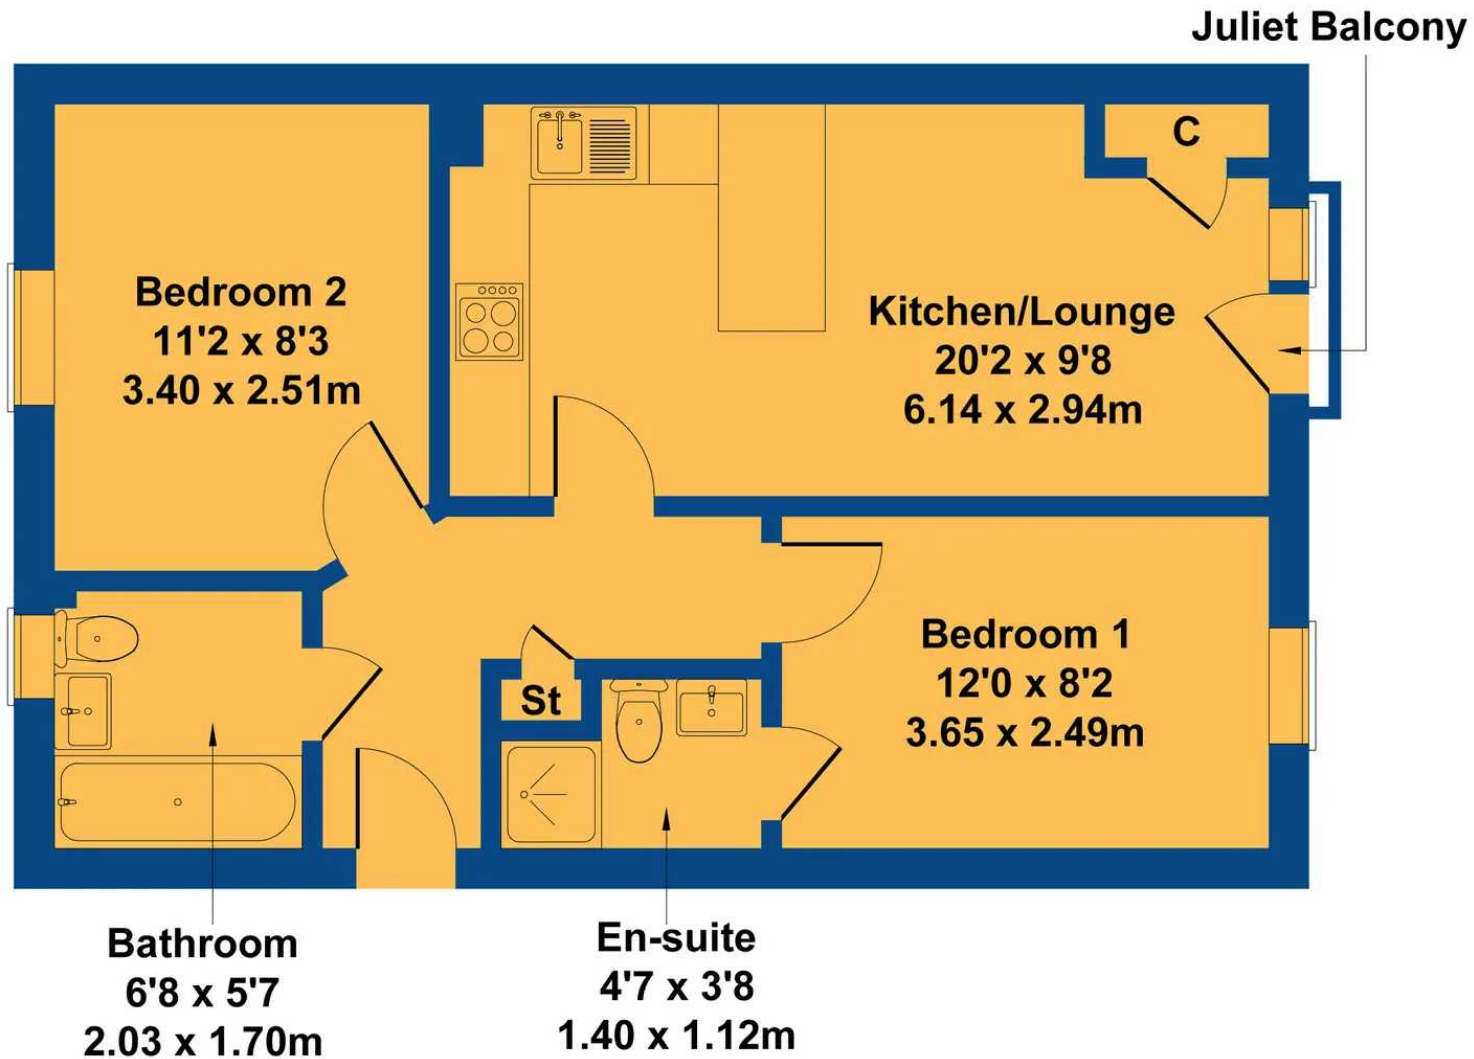 Juliet Balcony
C
Bedroom 2
11'2 x 8'3
3.40 x 2.51m
Kitchen/Lounge
20'2 x 9'8
6.14 x 2.94m
Bedroom 1
12'0 x 8'2
3.65 x 2.49m
St
Bathroom
6'8 x 5'7
2.03 x 1.70m
En-suite
4'7 x 3'8
1.40 x 1.12m